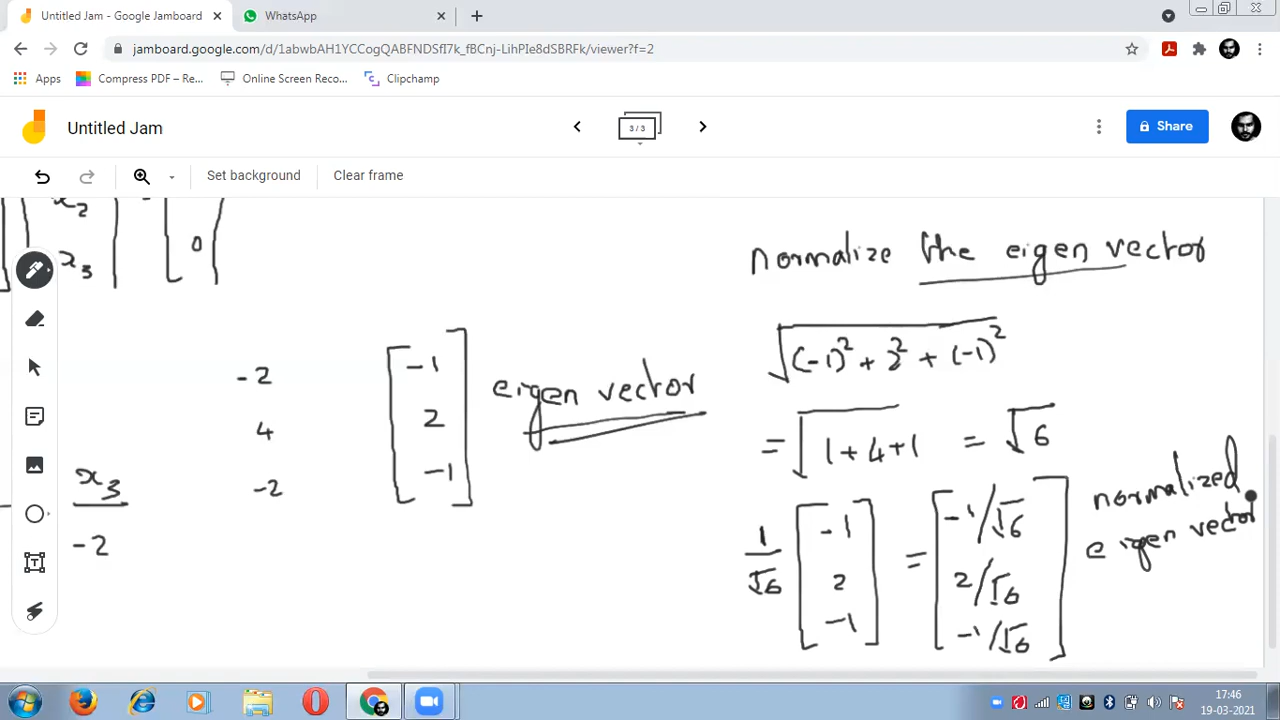 Untitled Jam - Google Jamboard
WhatsApp
jamboard.google.com/d/1abwbAH1YCCogQABFNDSfI7k_fBCnj-LihPIe8dSBRFk/viewer?f=2
Apps
Compress PDF – Re...
Online Screen Reco...
Clipchamp
Untitled Jam
3 / 3
Share
Set background
Clear frame
x2
x3
0
normalize the eigen vector
-2
4
-2
-1
2
-1
eigen vector
√(-1)² + 2² + (-1)²
= √1+4+1 = √6
x3
-2
1/√6 [-1 2 -1] = [-1/√6 2/√6 -1/√6]
normalized
eigen vector
17:46
19-03-2021